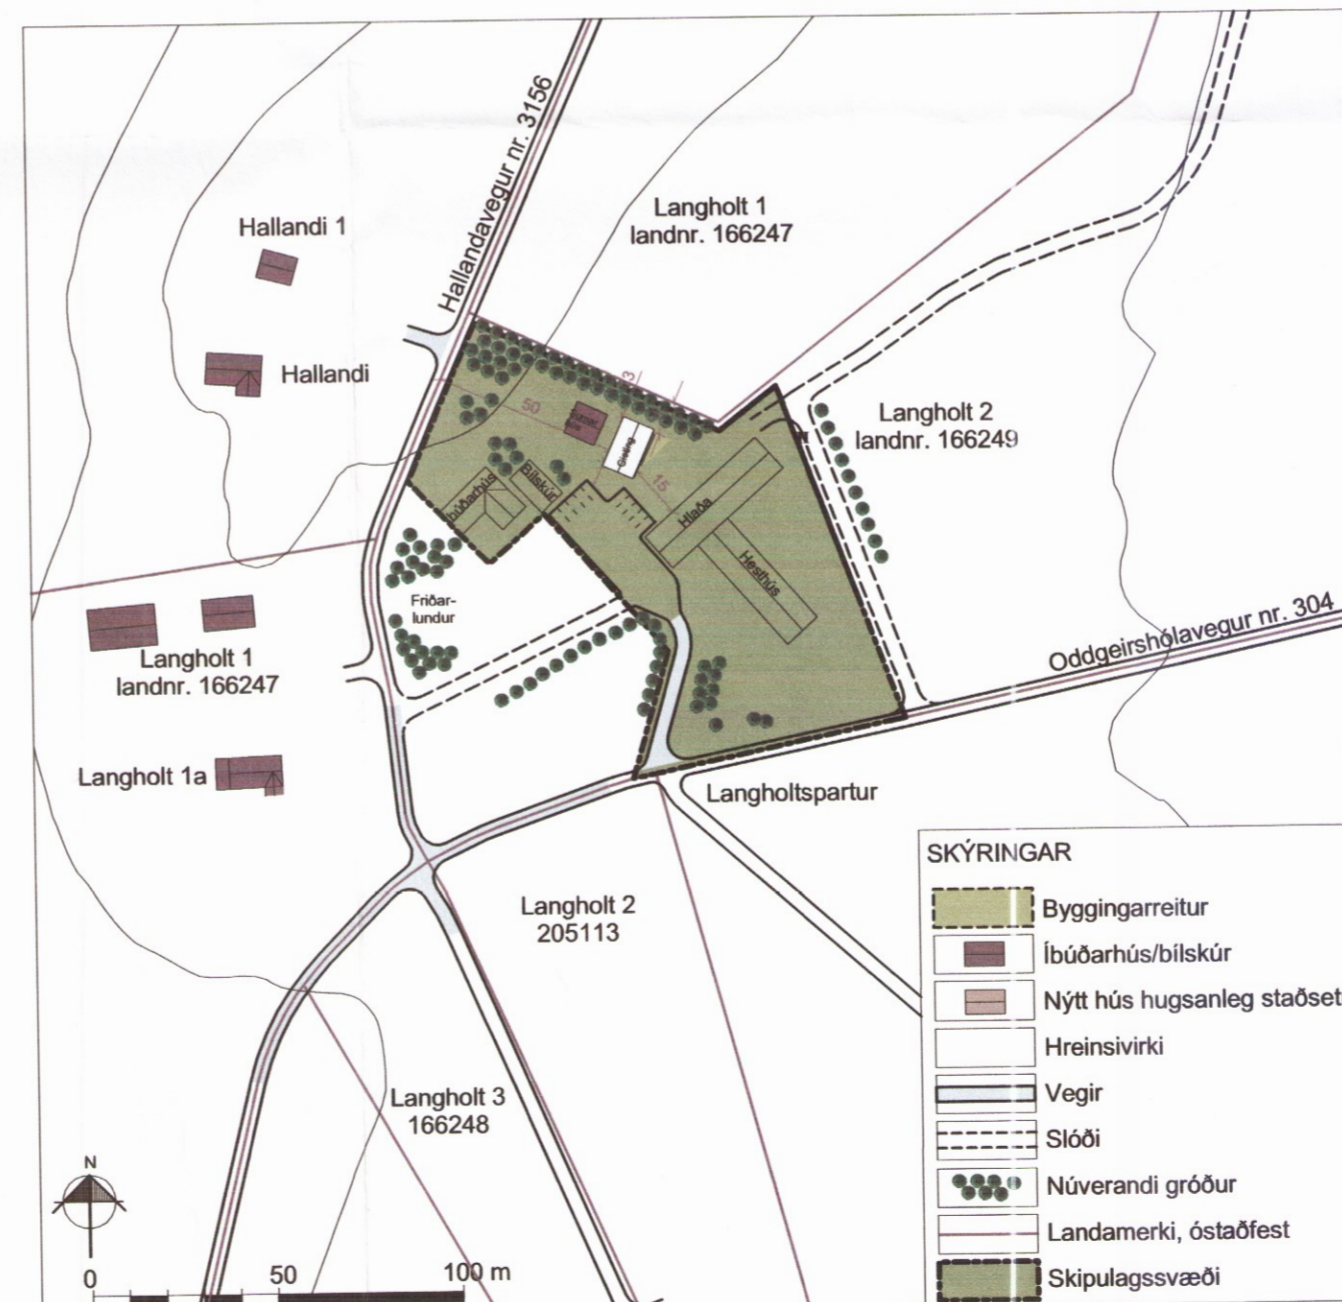 Hallandavegur nr. 3156
Langholt 1
landnr. 166247
Hallandi 1
Hallandi
3
50
Gisting
15
Bílskúr
Íbúðarhús
Hlaða
Hesthús
Langholt 2
landnr. 166249
Friðar-
lundur
Oddgeirshólavegur nr. 304
Langholt 1
landnr. 166247
Langholt 1a
Langholtspartur
Langholt 2
205113
Langholt 3
166248
N
0 50 100 m
SKÝRINGAR
Byggingarreitur
Íbúðarhús/bílskúr
Nýtt hús hugsanleg staðset
Hreinsivirki
Vegir
Slóði
Núverandi gróður
Landamerki, óstaðfest
Skipulagssvæði